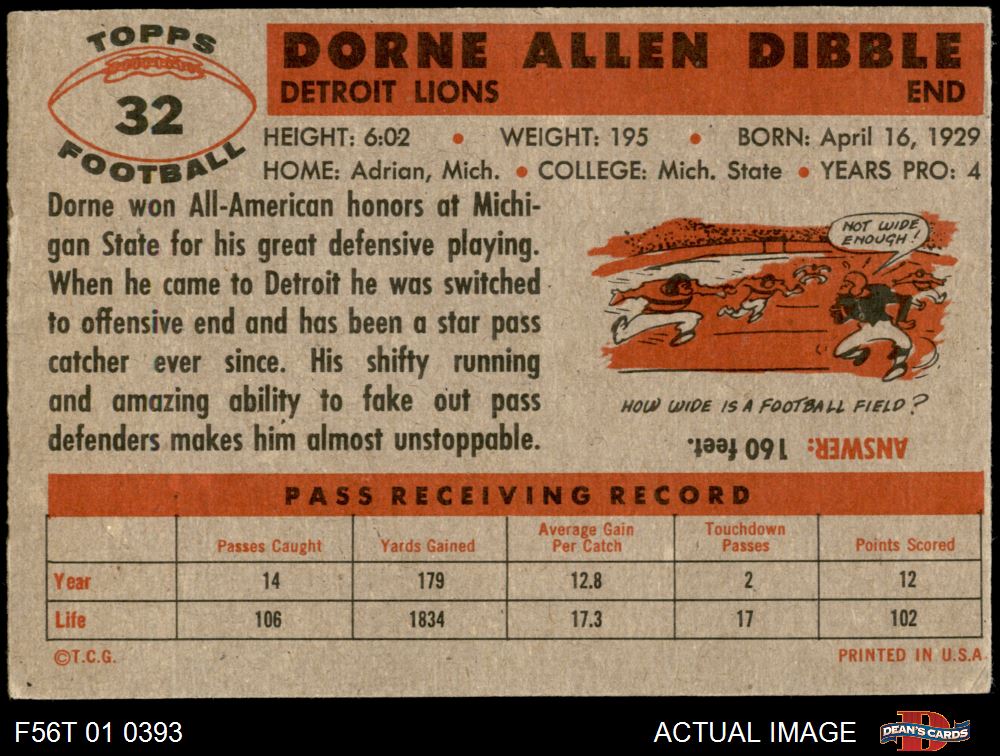 TOPPS
32
FOOTBALL
DORNE ALLEN DIBBLE
DETROIT LIONS END
HEIGHT: 6:02 • WEIGHT: 195 • BORN: April 16, 1929
HOME: Adrian, Mich. • COLLEGE: Mich. State • YEARS PRO: 4
Dorne won All-American honors at Michi-
gan State for his great defensive playing.
When he came to Detroit he was switched
to offensive end and has been a star pass
catcher ever since. His shifty running
and amazing ability to fake out pass
defenders makes him almost unstoppable.
NOT WIDE
ENOUGH!
HOW WIDE IS A FOOTBALL FIELD?
ANSWER: 160 feet.
PASS RECEIVING RECORD
Passes Caught Yards Gained Average Gain Per Catch Touchdown Passes Points Scored
Year 14 179 12.8 2 12
Life 106 1834 17.3 17 102
©T.C.G. PRINTED IN U.S.A
F56T 01 0393 ACTUAL IMAGE DEAN'S CARDS